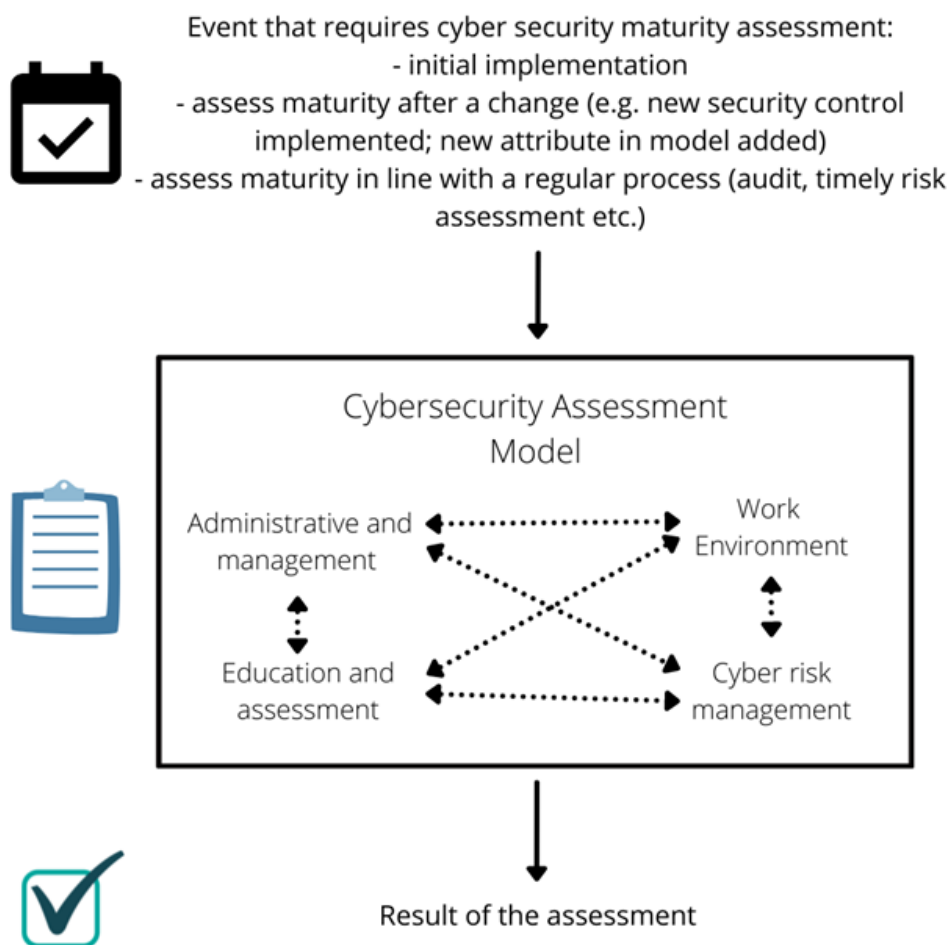 Event that requires cyber security maturity assessment:
- initial implementation
- assess maturity after a change (e.g. new security control
implemented; new attribute in model added)
- assess maturity in line with a regular process (audit, timely risk
assessment etc.)
Cybersecurity Assessment
Model
Administrative and
management
Work
Environment
Education and
assessment
Cyber risk
management
Result of the assessment